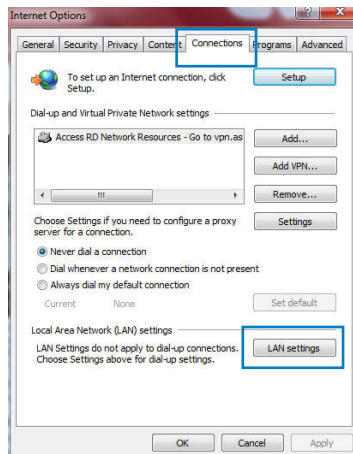 Internet Options
General Security Privacy Content Connections Programs Advanced
To set up an Internet connection, click Setup.
Setup
Dial-up and Virtual Private Network settings
Access RD Network Resources - Go to vpn.as
Add...
Add VPN...
Remove...
Choose Settings if you need to configure a proxy
server for a connection.
Settings
Never dial a connection
Dial whenever a network connection is not present
Always dial my default connection
Current None
Set default
Local Area Network (LAN) settings
LAN Settings do not apply to dial-up connections.
Choose Settings above for dial-up settings.
LAN settings
OK Cancel Apply